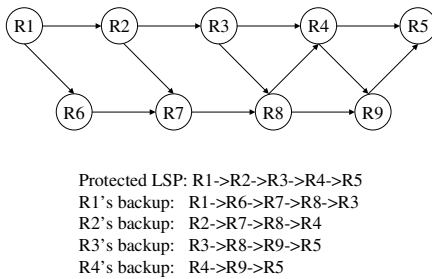 R1 R2 R3 R4 R5
R6 R7 R8 R9
Protected LSP: R1->R2->R3->R4->R5
R1's backup: R1->R6->R7->R8->R3
R2's backup: R2->R7->R8->R4
R3's backup: R3->R8->R9->R5
R4's backup: R4->R9->R5